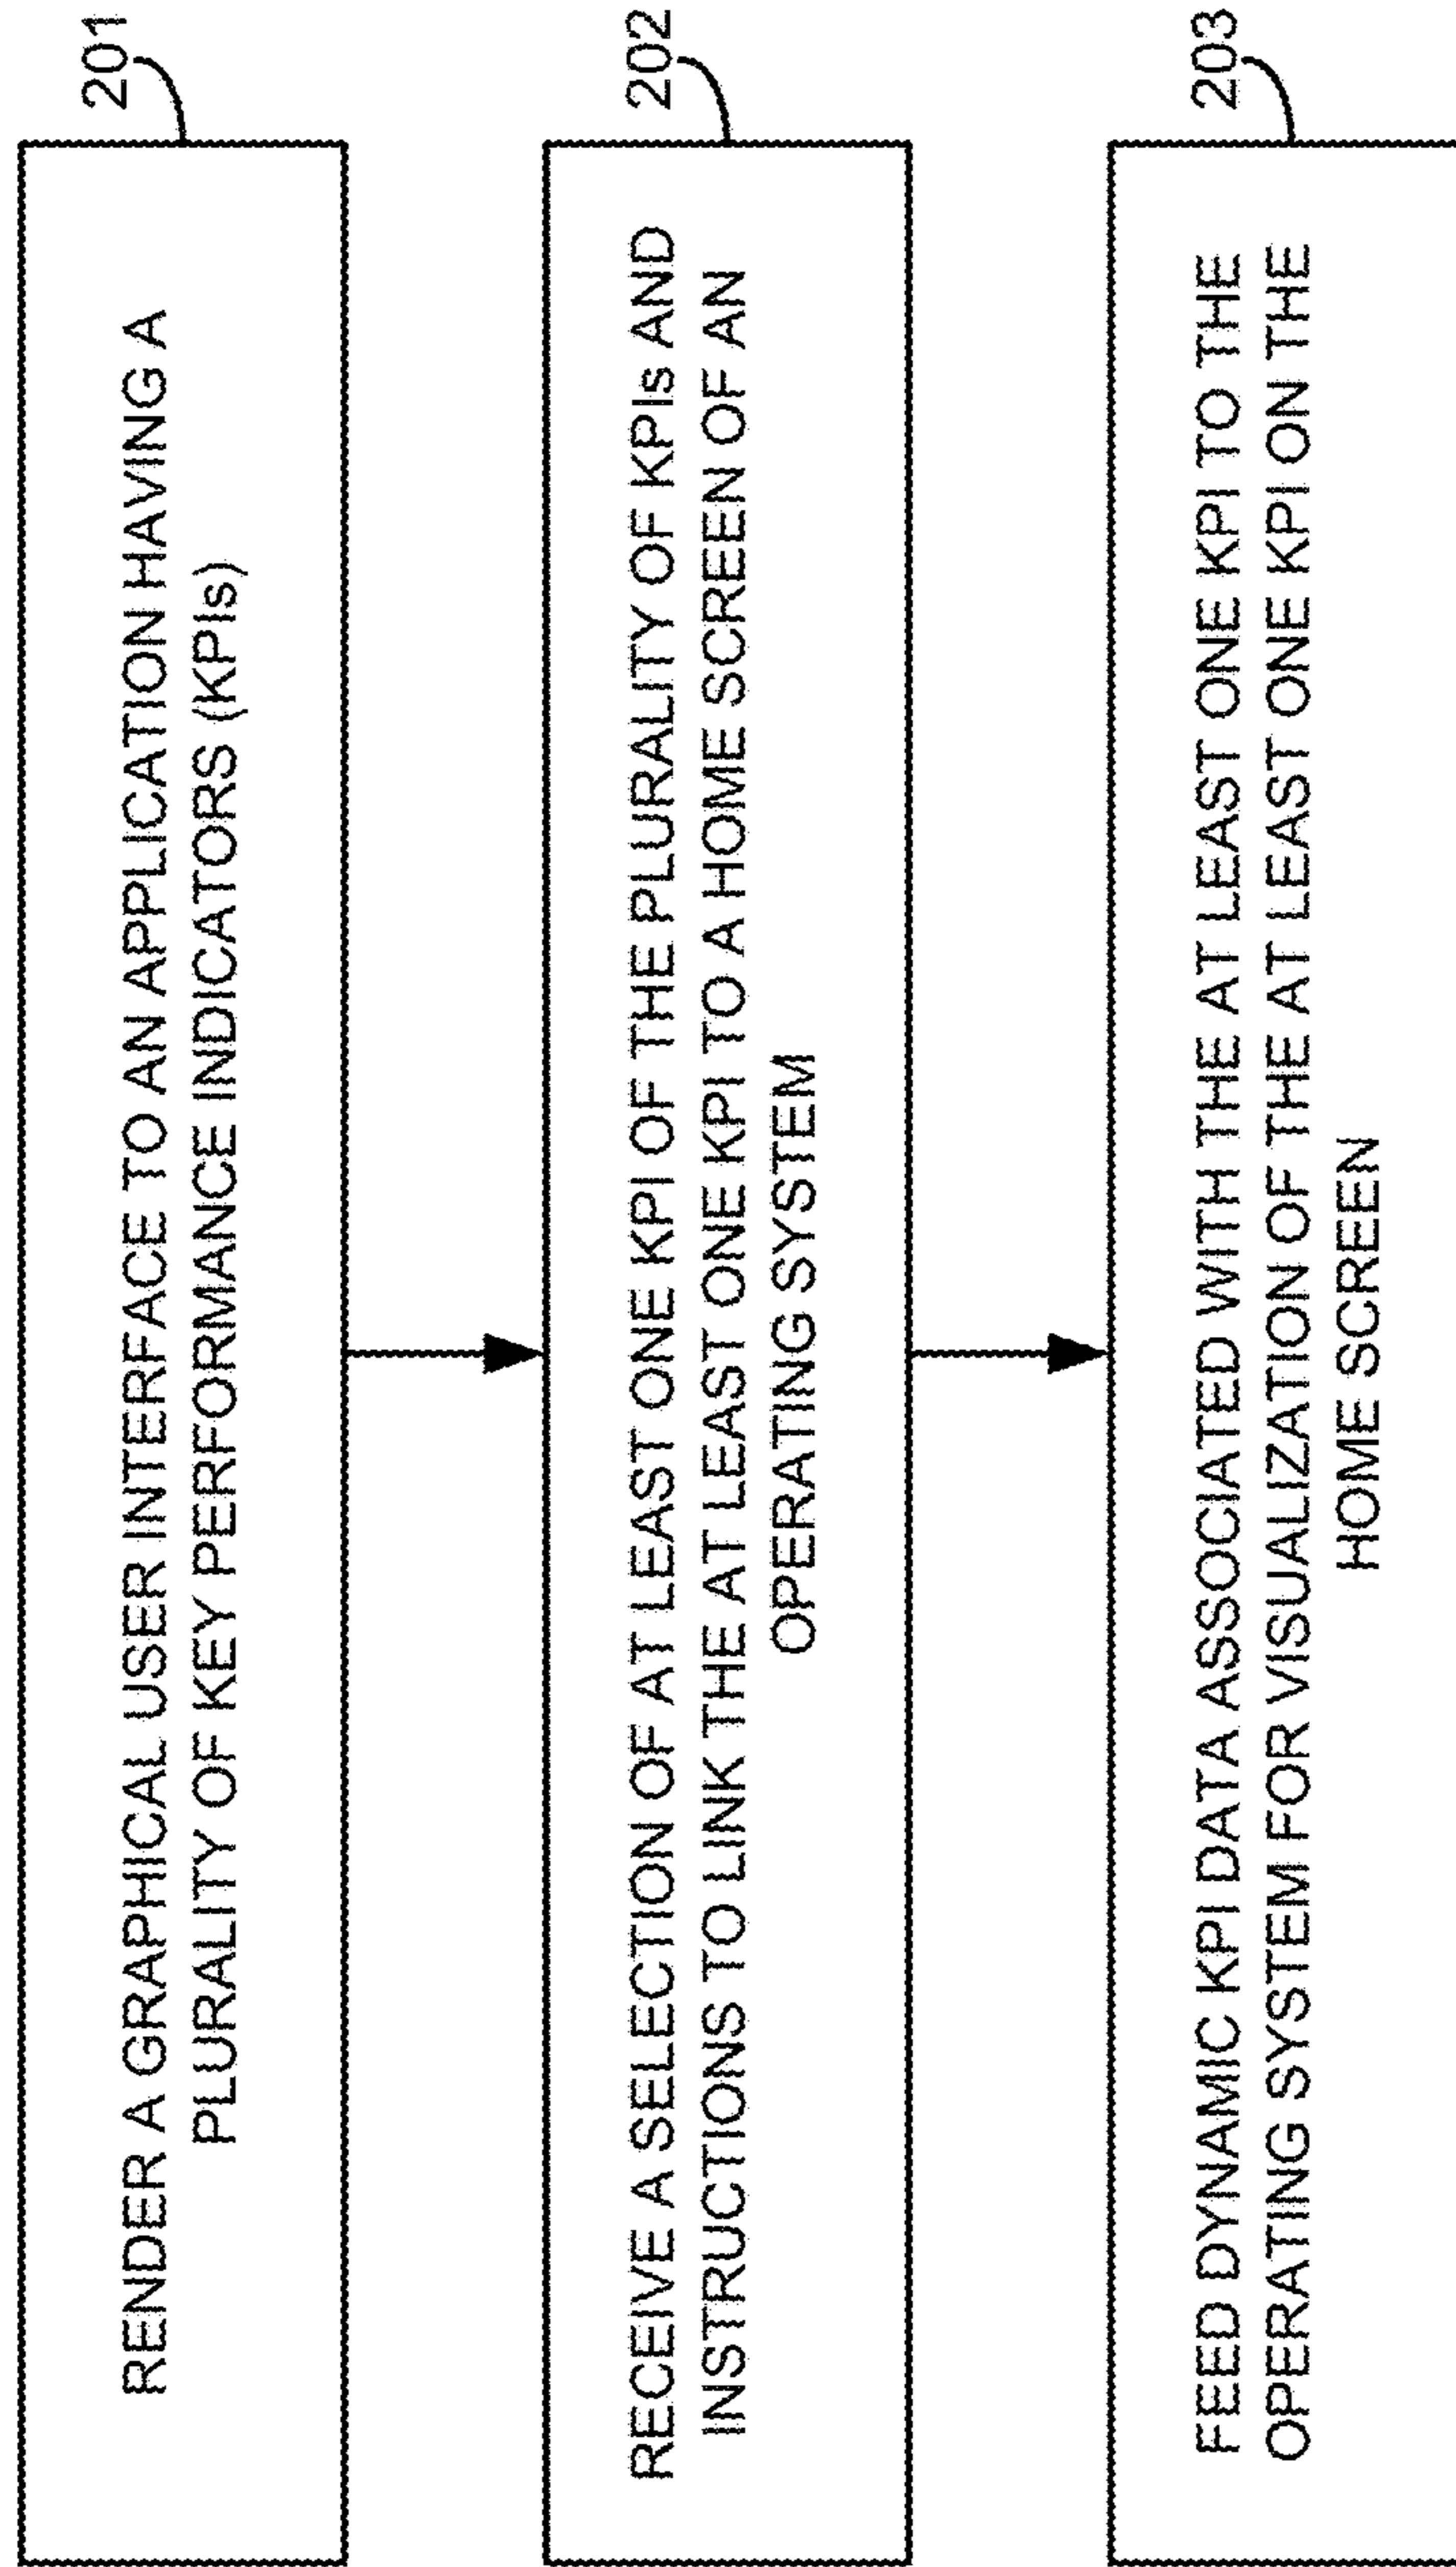 201
RENDER A GRAPHICAL USER INTERFACE TO AN APPLICATION HAVING A
PLURALITY OF KEY PERFORMANCE INDICATORS (KPIs)
202
RECEIVE A SELECTION OF AT LEAST ONE KPI OF THE PLURALITY OF KPIs AND
INSTRUCTIONS TO LINK THE AT LEAST ONE KPI TO A HOME SCREEN OF AN
OPERATING SYSTEM
203
FEED DYNAMIC KPI DATA ASSOCIATED WITH THE AT LEAST ONE KPI TO THE
OPERATING SYSTEM FOR VISUALIZATION OF THE AT LEAST ONE KPI ON THE
HOME SCREEN